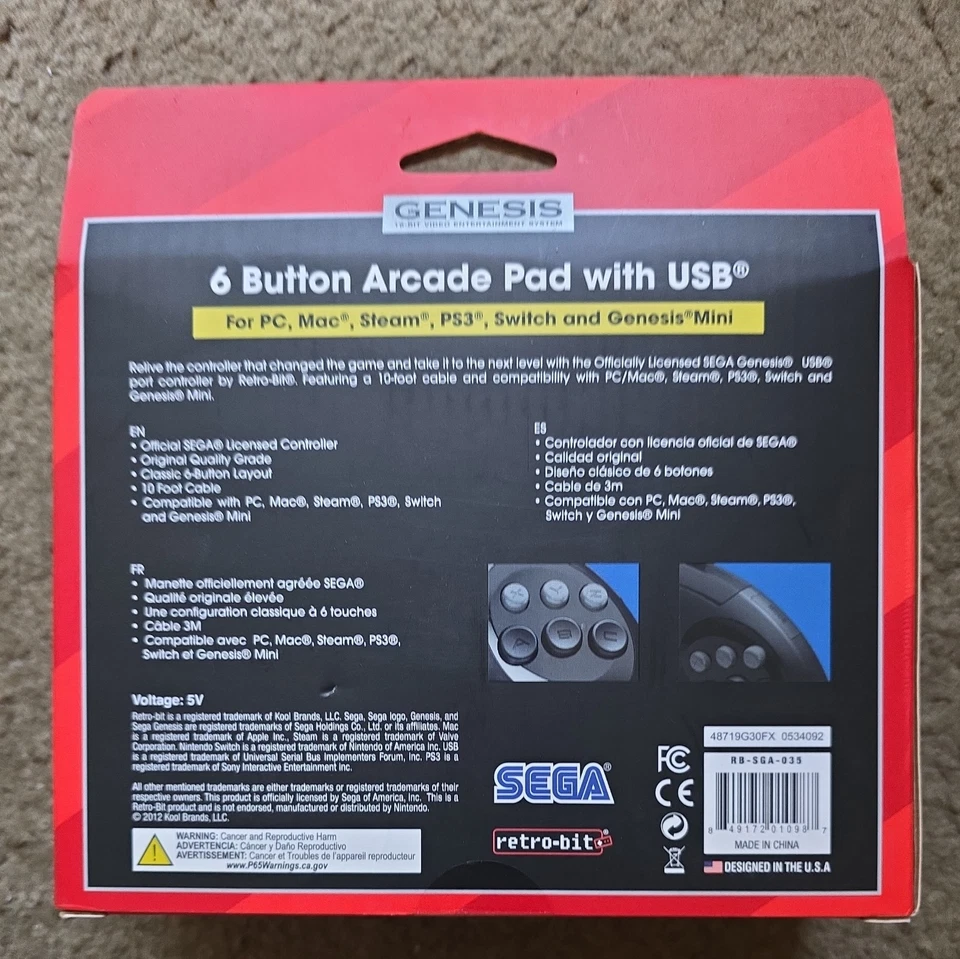 GENESIS
16-BIT VIDEO ENTERTAINMENT SYSTEM
6 Button Arcade Pad with USB®
For PC, Mac®, Steam®, PS3®, Switch and Genesis®Mini
Relive the controller that changed the game and take it to the next level with the Officially Licensed SEGA Genesis® USB®
port controller by Retro-Bit®. Featuring a 10-foot cable and compatibility with PC/Mac®, Steam®, PS3®, Switch and
Genesis® Mini.
EN
• Official SEGA® Licensed Controller
• Original Quality Grade
• Classic 6-Button Layout
• 10 Foot Cable
• Compatible with PC, Mac®, Steam®, PS3®, Switch
and Genesis® Mini
ES
• Controlador con licencia oficial de SEGA®
• Calidad original
• Diseño clásico de 6 botones
• Cable de 3m
• Compatible con PC, Mac®, Steam®, PS3®,
Switch y Genesis® Mini
FR
• Manette officiellement agréée SEGA®
• Qualité originale élevée
• Une configuration classique à 6 touches
• Câble 3M
• Compatible avec PC, Mac®, Steam®, PS3®,
Switch et Genesis® Mini
X Y Z
A B C
Voltage: 5V
Retro-bit is a registered trademark of Kool Brands, LLC. Sega, Sega logo, Genesis, and
Sega Genesis are registered trademarks of Sega Holdings Co., Ltd. or its affiliates. Mac
is a registered trademark of Apple Inc., Steam is a registered trademark of Valve
Corporation. Nintendo Switch is a registered trademark of Nintendo of America Inc. USB
is a registered trademark of Universal Serial Bus Implementers Forum, Inc. PS3 is a
registered trademark of Sony Interactive Entertainment Inc.
All other mentioned trademarks are either trademarks or registered trademarks of their
respective owners. This product is officially licensed by Sega of America, Inc. This is a
Retro-Bit product and is not endorsed, manufactured or distributed by Nintendo.
© 2012 Kool Brands, LLC.
WARNING: Cancer and Reproductive Harm
ADVERTENCIA: Cáncer y Daño Reproductivo
AVERTISSEMENT: Cancer et Troubles de l'appareil reproducteur
www.P65Warnings.ca.gov
SEGA®
retro-bit®
FC
CE
48719G30FX 0534092
RB-SGA-035
8 49172 01098 7
MADE IN CHINA
DESIGNED IN THE U.S.A